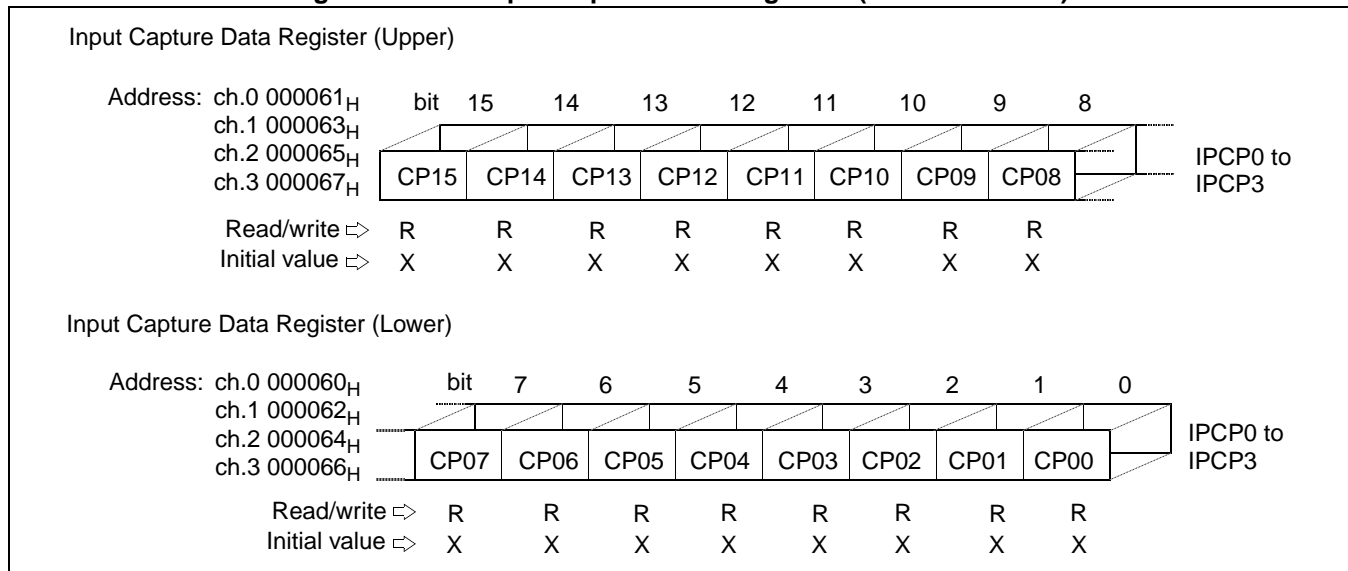 Input Capture Data Register (Upper)
Address: ch.0 000061H bit 15 14 13 12 11 10 9 8
ch.1 000063H
ch.2 000065H
ch.3 000067H
CP15 CP14 CP13 CP12 CP11 CP10 CP09 CP08
IPCP0 to
IPCP3
Read/write ⇨ R R R R R R R R
Initial value ⇨ X X X X X X X X
Input Capture Data Register (Lower)
Address: ch.0 000060H bit 7 6 5 4 3 2 1 0
ch.1 000062H
ch.2 000064H
ch.3 000066H
CP07 CP06 CP05 CP04 CP03 CP02 CP01 CP00
IPCP0 to
IPCP3
Read/write ⇨ R R R R R R R R
Initial value ⇨ X X X X X X X X